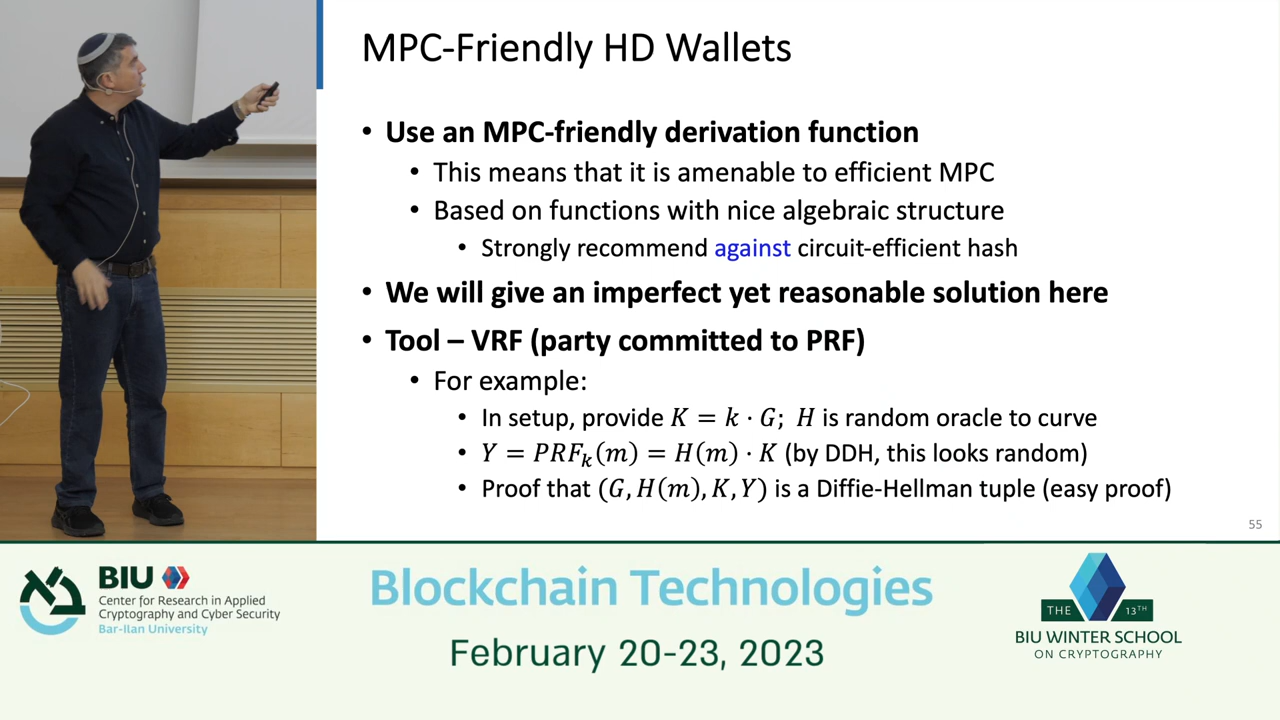 MPC-Friendly HD Wallets
• Use an MPC-friendly derivation function
• This means that it is amenable to efficient MPC
• Based on functions with nice algebraic structure
• Strongly recommend against circuit-efficient hash
• We will give an imperfect yet reasonable solution here
• Tool – VRF (party committed to PRF)
• For example:
• In setup, provide K = k · G; H is random oracle to curve
• Y = PRFₖ(m) = H(m) · K (by DDH, this looks random)
• Proof that (G, H(m), K, Y) is a Diffie-Hellman tuple (easy proof)
55
BIU
Center for Research in Applied
Cryptography and Cyber Security
Bar-Ilan University
Blockchain Technologies
February 20-23, 2023
THE 13TH
BIU WINTER SCHOOL
ON CRYPTOGRAPHY